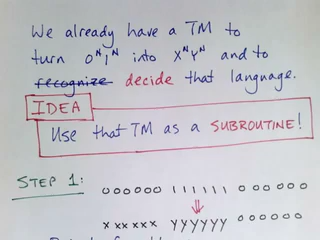 We already have a TM to
turn 0ᴺ1ᴺ into XᴺYᴺ and to
recognize decide that language.
IDEA
Use that TM as a SUBROUTINE!
STEP 1: 000000 111111 000000
XXXXXX YYYYYY 000000